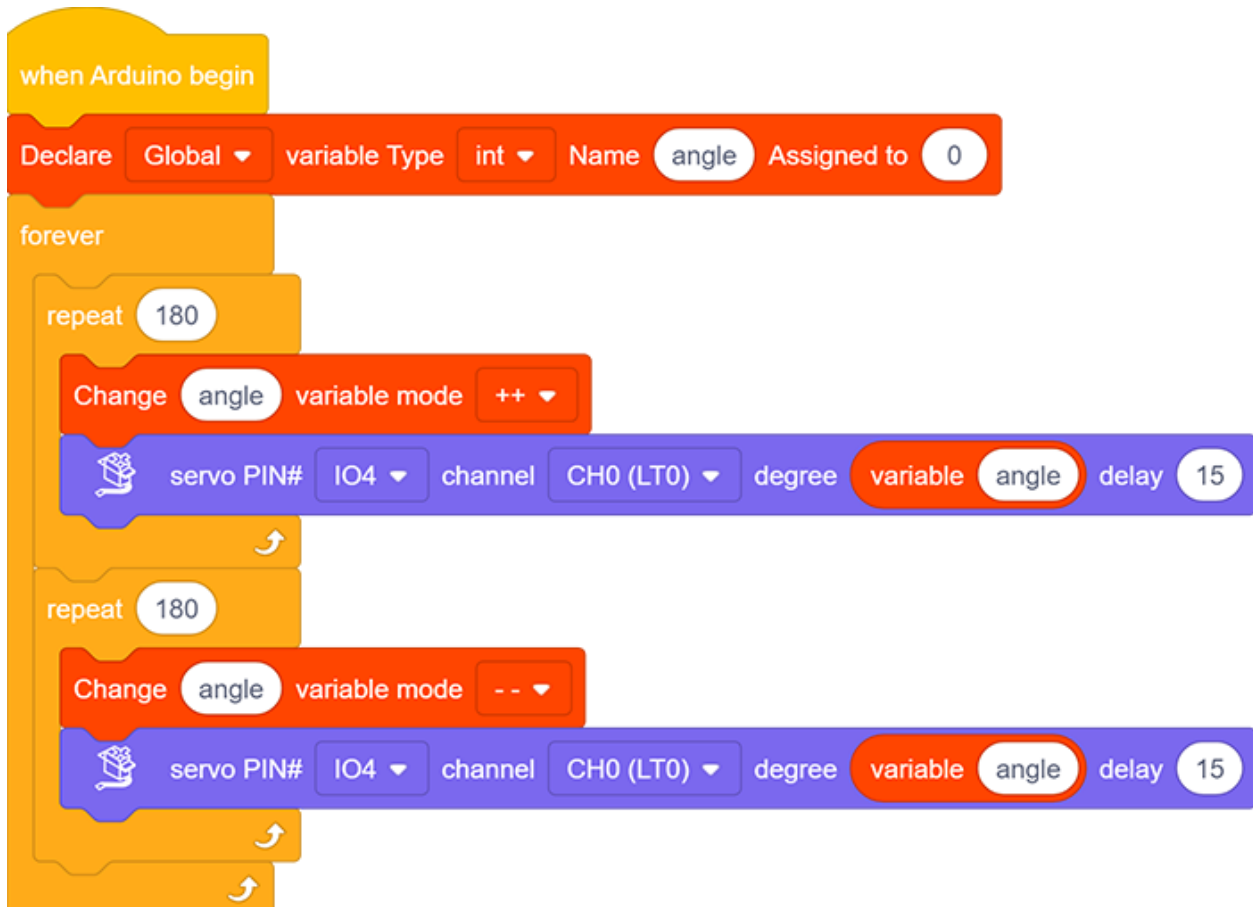 when Arduino begin
Declare Global variable Type int Name angle Assigned to 0
forever
repeat 180
Change angle variable mode ++
servo PIN# IO4 channel CH0 (LT0) degree variable angle delay 15
repeat 180
Change angle variable mode - -
servo PIN# IO4 channel CH0 (LT0) degree variable angle delay 15